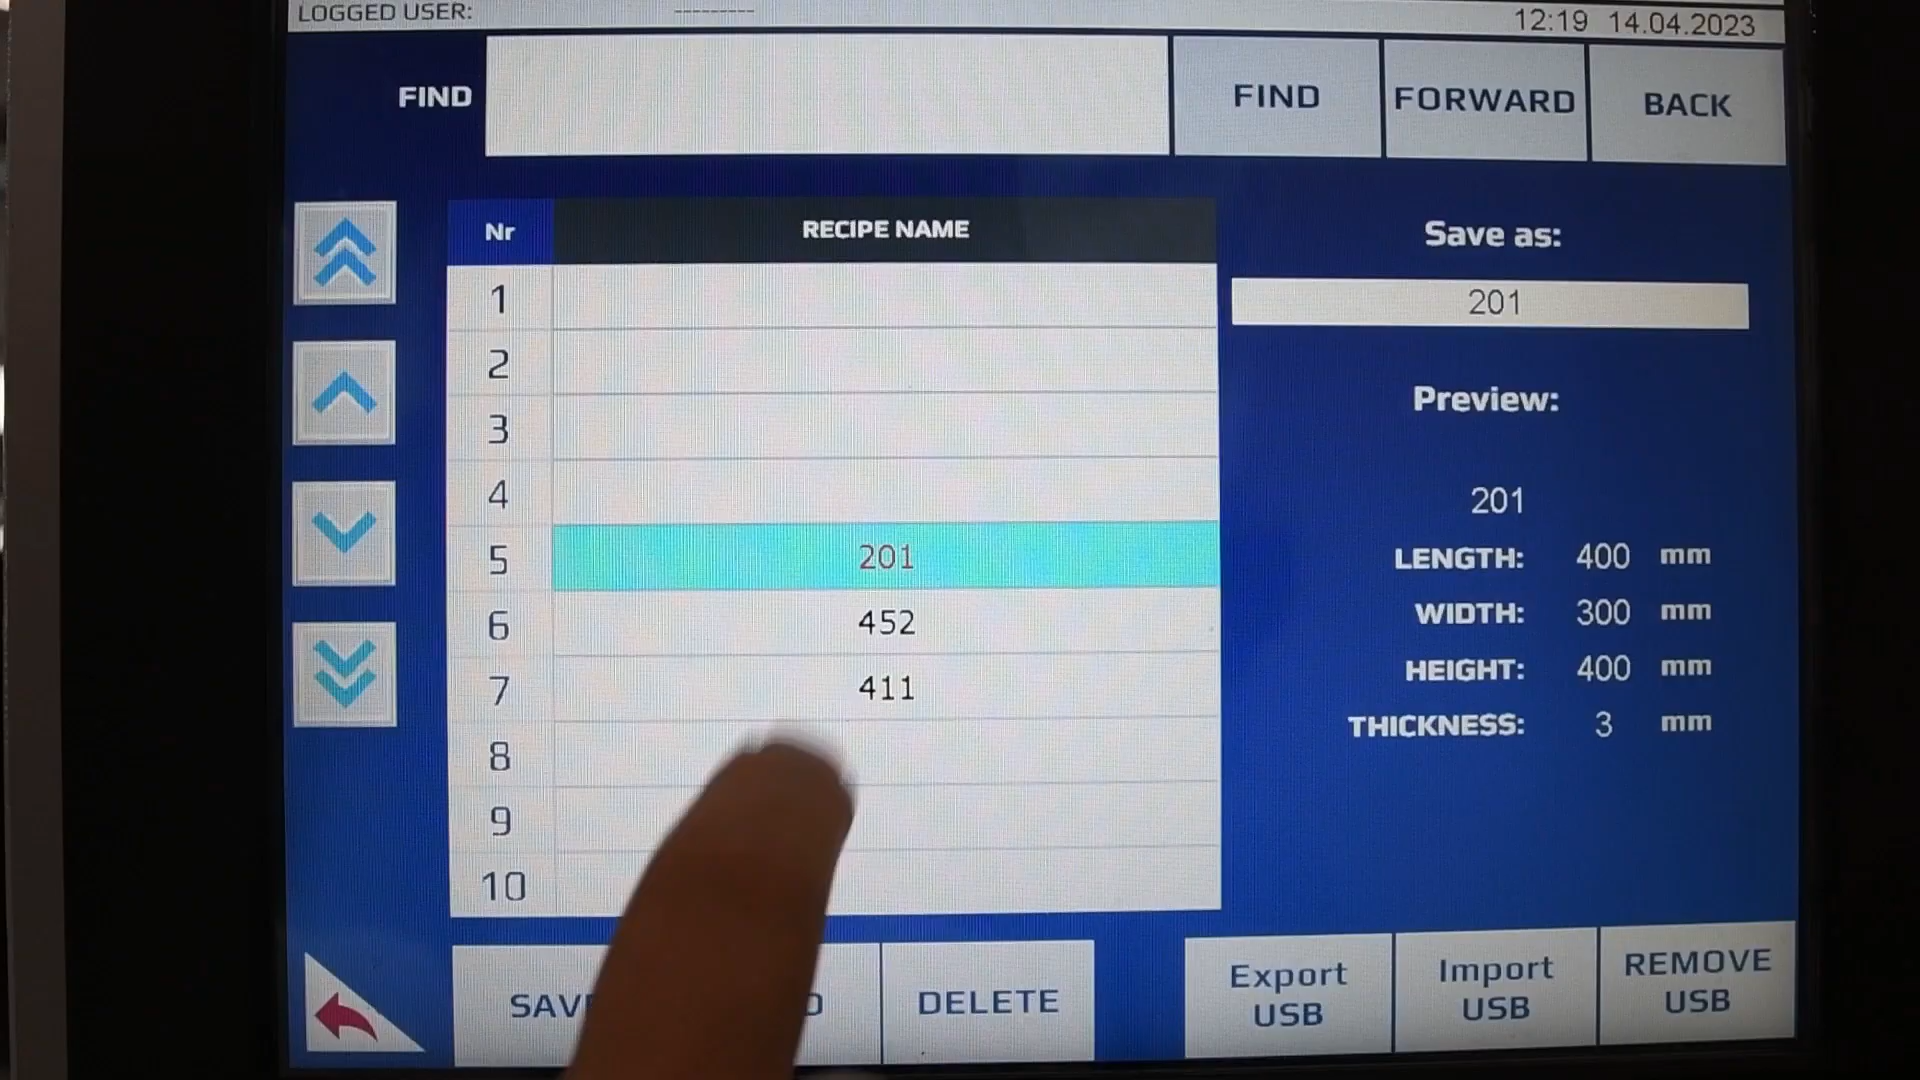 LOGGED USER: ---------
12:19 14.04.2023
FIND
FIND
FORWARD
BACK
Nr RECIPE NAME
1
2
3
4
5 201
6 452
7 411
8
9
10
Save as:
201
Preview:
201
LENGTH: 400 mm
WIDTH: 300 mm
HEIGHT: 400 mm
THICKNESS: 3 mm
DELETE
Export
USB
Import
USB
REMOVE
USB